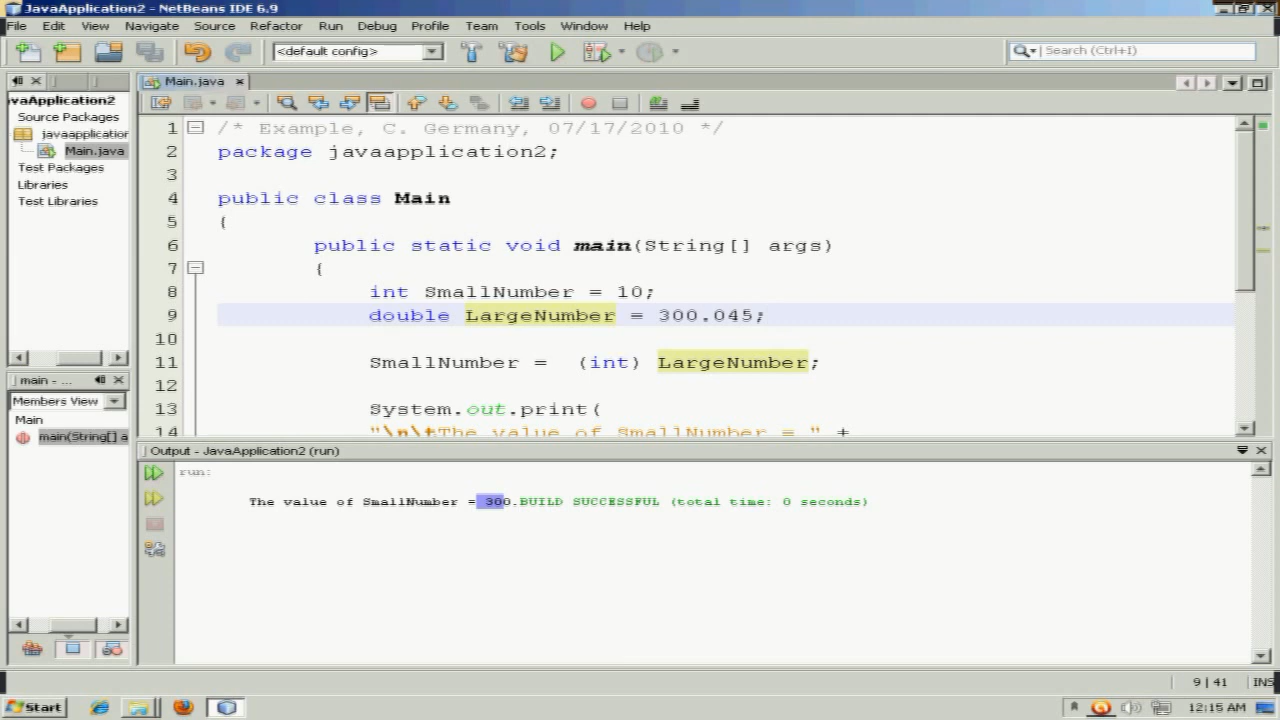 JavaApplication2 - NetBeans IDE 6.9
File Edit View Navigate Source Refactor Run Debug Profile Team Tools Window Help
<default config> Search (Ctrl+I)
Main.java
vaApplication2
Source Packages
javaapplication
Main.java
Test Packages
Libraries
Test Libraries
1 /* Example, C. Germany, 07/17/2010 */
2 package javaapplication2;
3
4 public class Main
5 {
6 public static void main(String[] args)
7 {
8 int SmallNumber = 10;
9 double LargeNumber = 300.045;
10
11 SmallNumber = (int) LargeNumber;
12
13 System.out.print(
14 "\n\tThe value of SmallNumber = " +
main - ...
Members View
Main
main(String[] a
Output - JavaApplication2 (run)
run:
The value of SmallNumber = 300.BUILD SUCCESSFUL (total time: 0 seconds)
9 | 41 INS
Start 12:15 AM